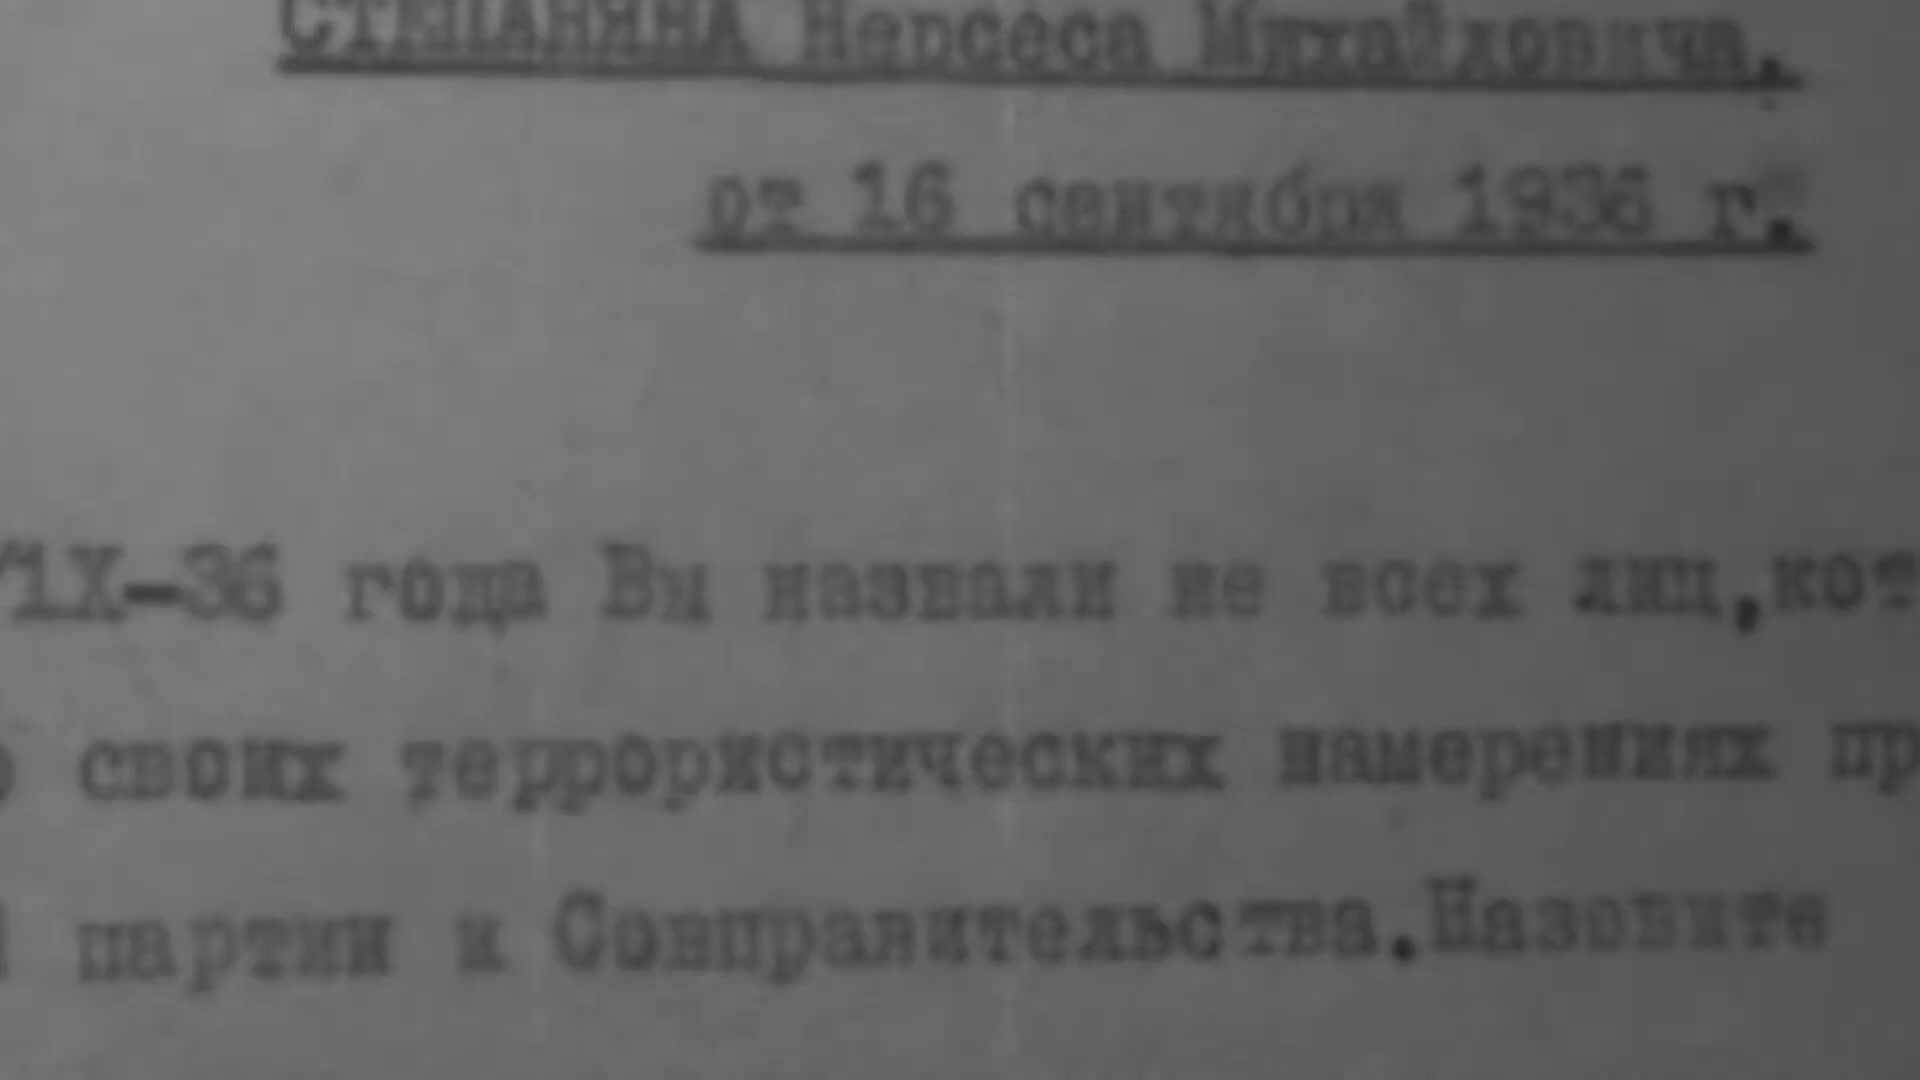 СТЕПАНЯНА Нерсеса Михайловича.
от 16 сентября 1936 г.
1Х-36 года Вы назвали не всех лиц,кот
своих террористических намерениях пр
партии и Совправительства.Назовите